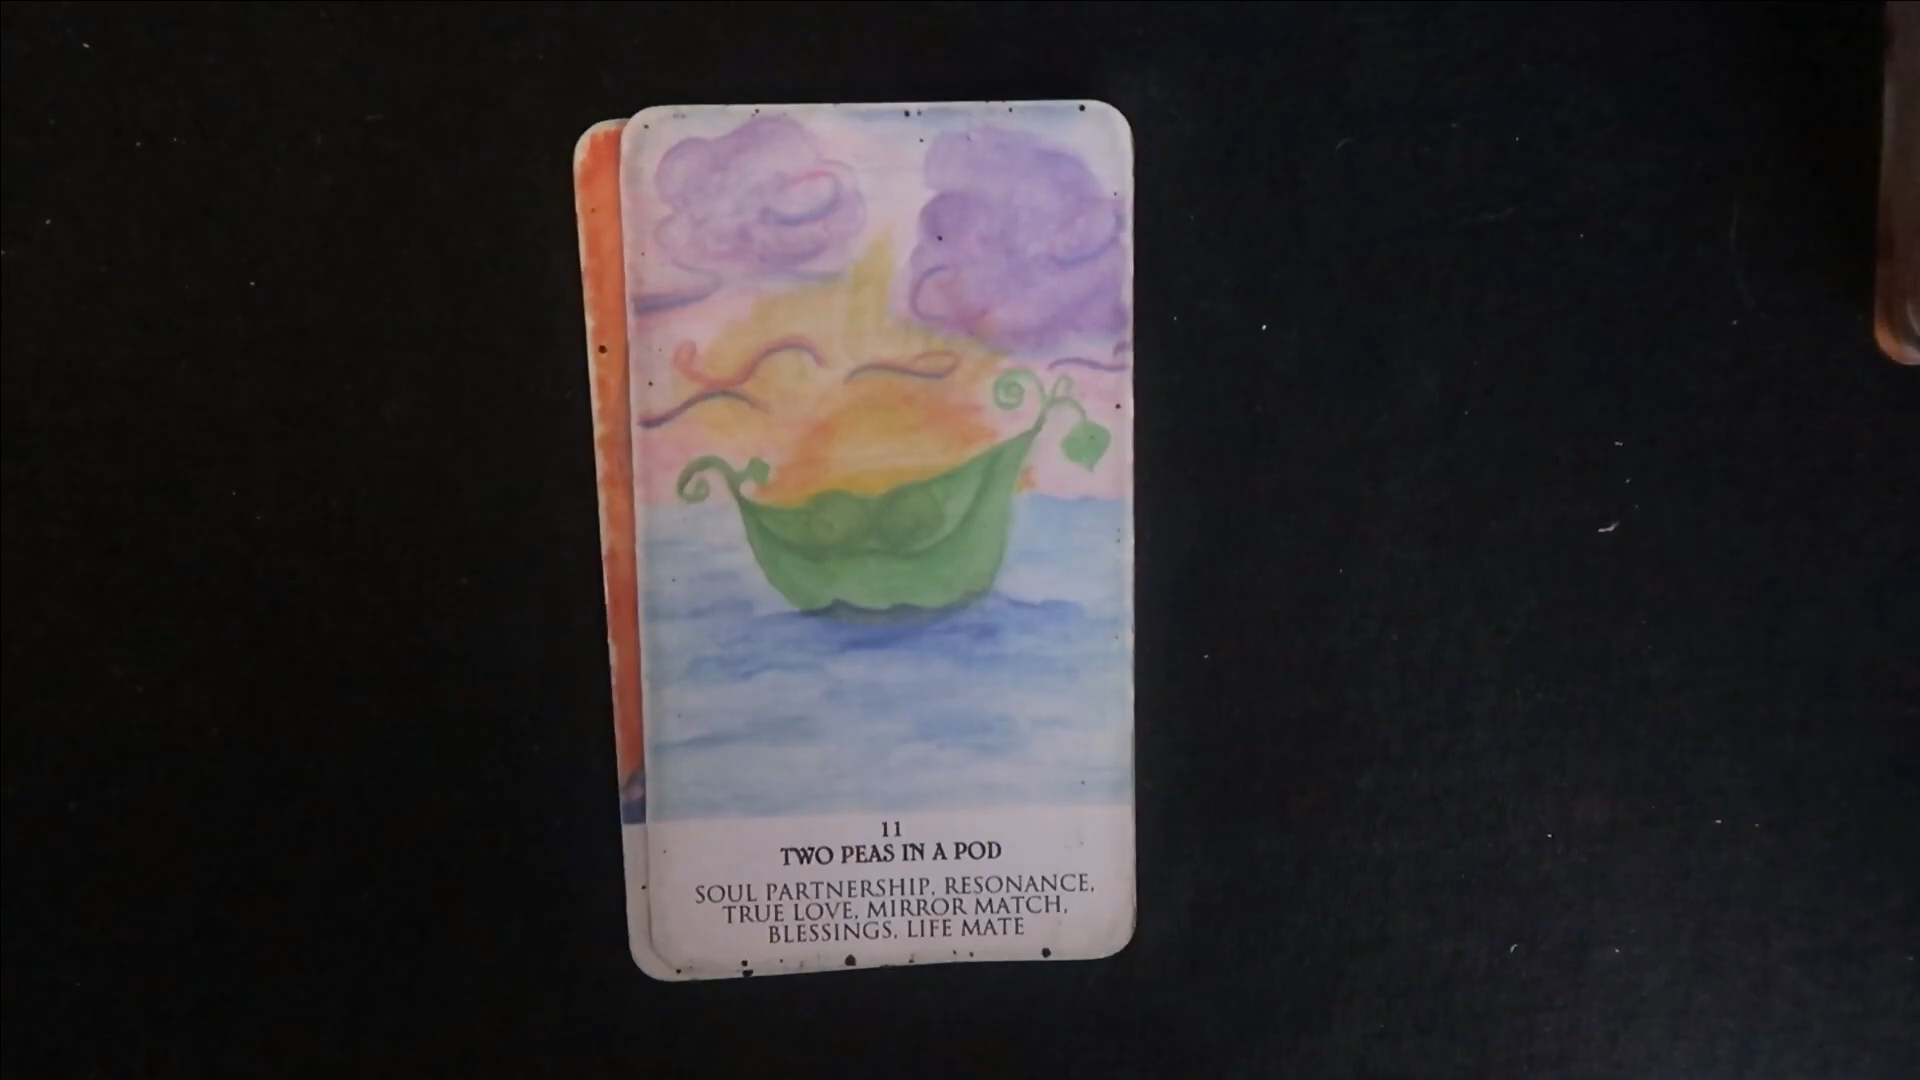 11
TWO PEAS IN A POD
SOUL PARTNERSHIP, RESONANCE,
TRUE LOVE, MIRROR MATCH,
BLESSINGS, LIFE MATE